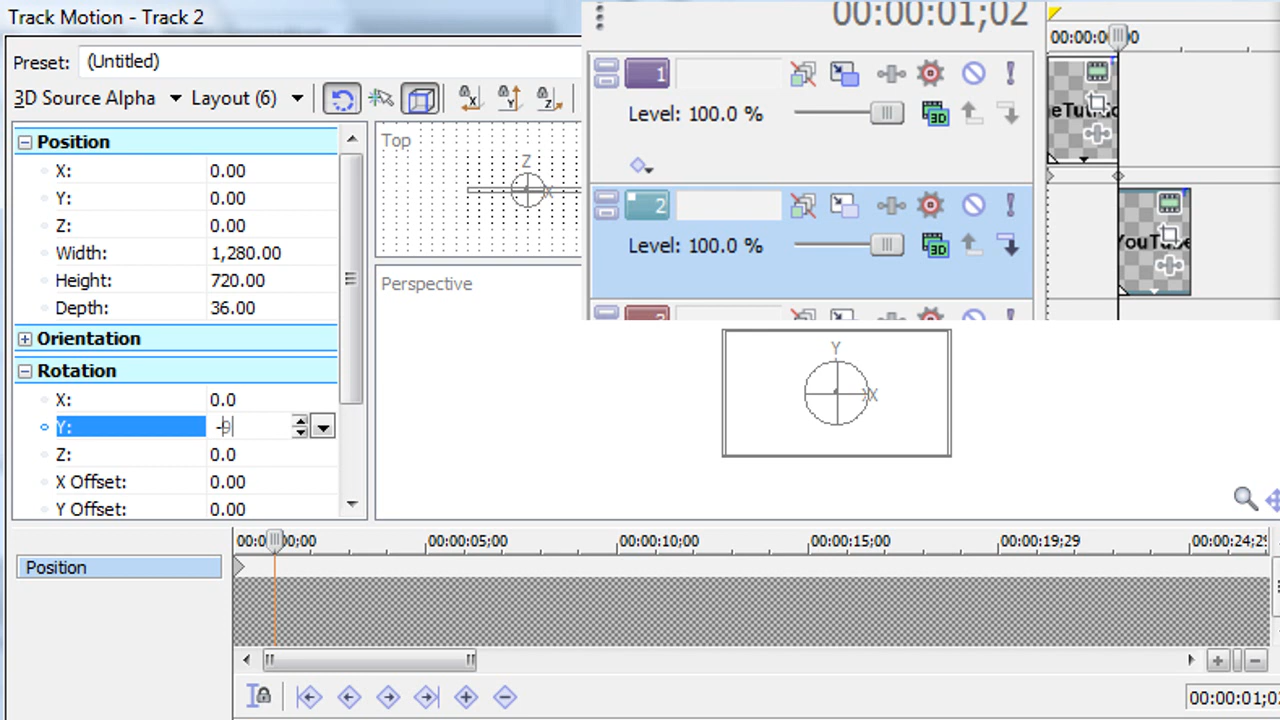 Track Motion - Track 2
Preset: (Untitled)
3D Source Alpha Layout (6)
X Y Z
Position
X: 0.00
Y: 0.00
Z: 0.00
Width: 1,280.00
Height: 720.00
Depth: 36.00
Orientation
Rotation
X: 0.0
Y: -9
Z: 0.0
X Offset: 0.00
Y Offset: 0.00
Top
Z
X
Perspective
Y
X
00:00:01;02
1
Level: 100.0 %
3D
2
Level: 100.0 %
3D
YouTube
00:00:05;00 00:00:10;00 00:00:15;00 00:00:19;29
Position